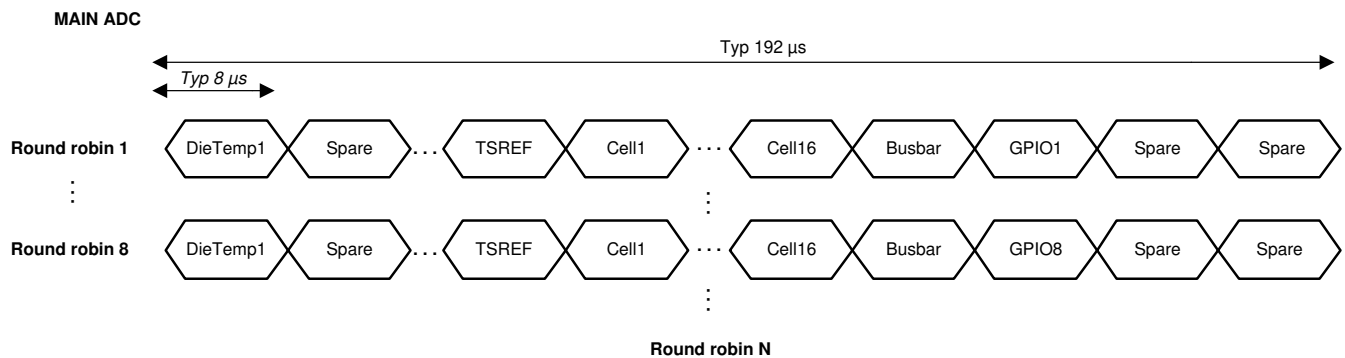 MAIN ADC
Typ 192 µs
Typ 8 µs
Round robin 1 DieTemp1 Spare ... TSREF Cell1 ... Cell16 Busbar GPIO1 Spare Spare
Round robin 8 DieTemp1 Spare ... TSREF Cell1 ... Cell16 Busbar GPIO8 Spare Spare
Round robin N